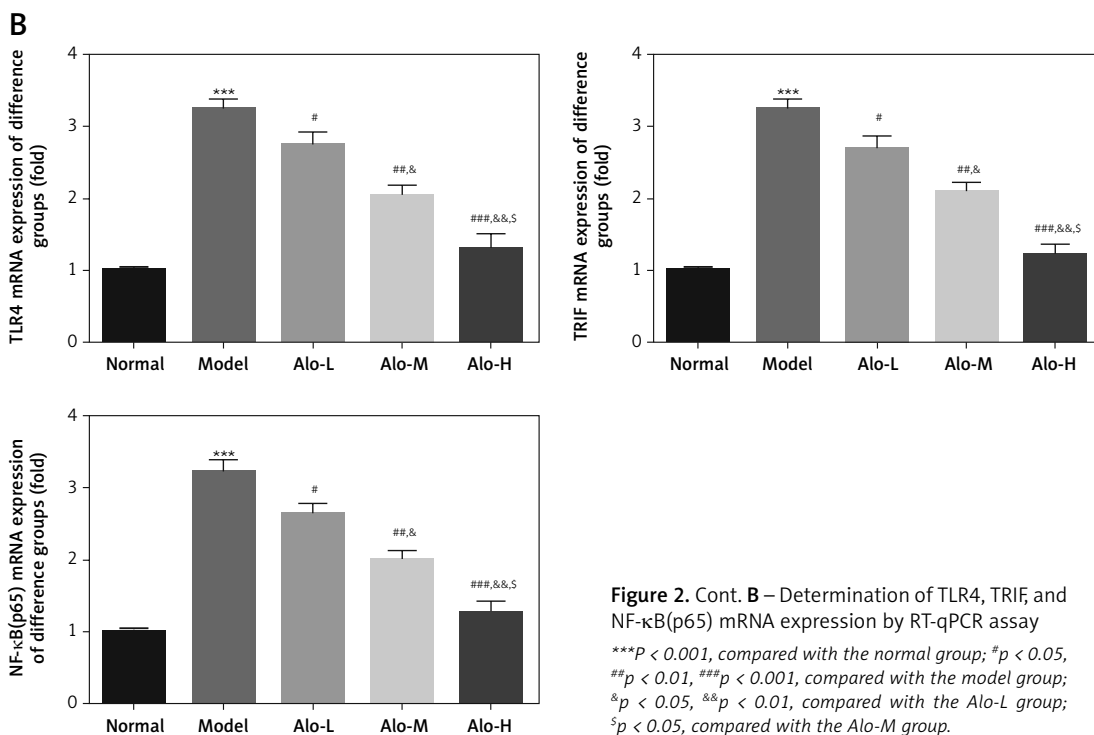 B
TLR4 mRNA expression of difference
groups (fold)
4
3
2
1
0
***
#
##,&
###,&&,$
Normal Model Alo-L Alo-M Alo-H
TRIF mRNA expression of difference
groups (fold)
4
3
2
1
0
***
#
##,&
###,&&,$
Normal Model Alo-L Alo-M Alo-H
NF-κB(p65) mRNA expression
of difference groups (fold)
4
3
2
1
0
***
#
##,&
###,&&,$
Normal Model Alo-L Alo-M Alo-H
Figure 2. Cont. B – Determination of TLR4, TRIF, and
NF-κB(p65) mRNA expression by RT-qPCR assay
***P < 0.001, compared with the normal group; #p < 0.05,
##p < 0.01, ###p < 0.001, compared with the model group;
&p < 0.05, &&p < 0.01, compared with the Alo-L group;
$p < 0.05, compared with the Alo-M group.